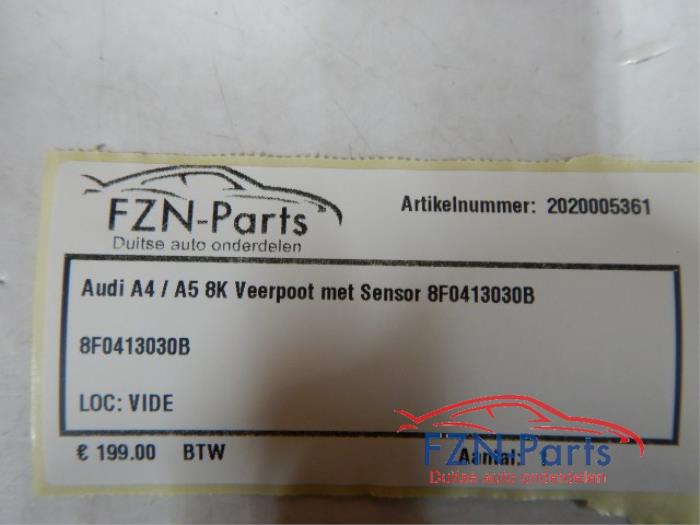 FZN-Parts
Duitse auto onderdelen
Artikelnummer: 2020005361
Audi A4 / A5 8K Veerpoot met Sensor 8F0413030B
8F0413030B
LOC: VIDE
€ 199.00 BTW
Aantal:
FZN-Parts
Duitse auto onderdelen